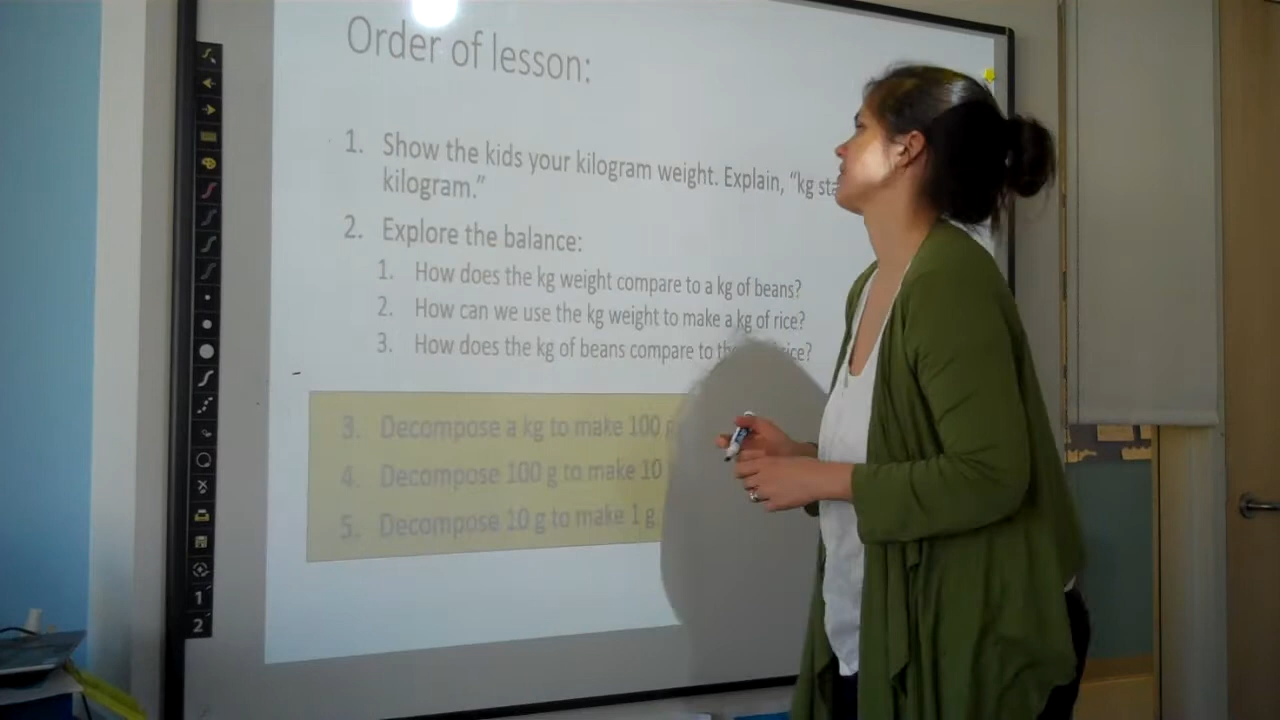 Order of lesson:
1. Show the kids your kilogram weight. Explain, “kg
kilogram.”
2. Explore the balance:
1. How does the kg weight compare to a kg of beans?
2. How can we use the kg weight to make a kg of rice?
3. How does the kg of beans compare to rice?
3. Decompose a kg to make 100
4. Decompose 100 g to make 10
5. Decompose 10 g to make 1 g
1
2